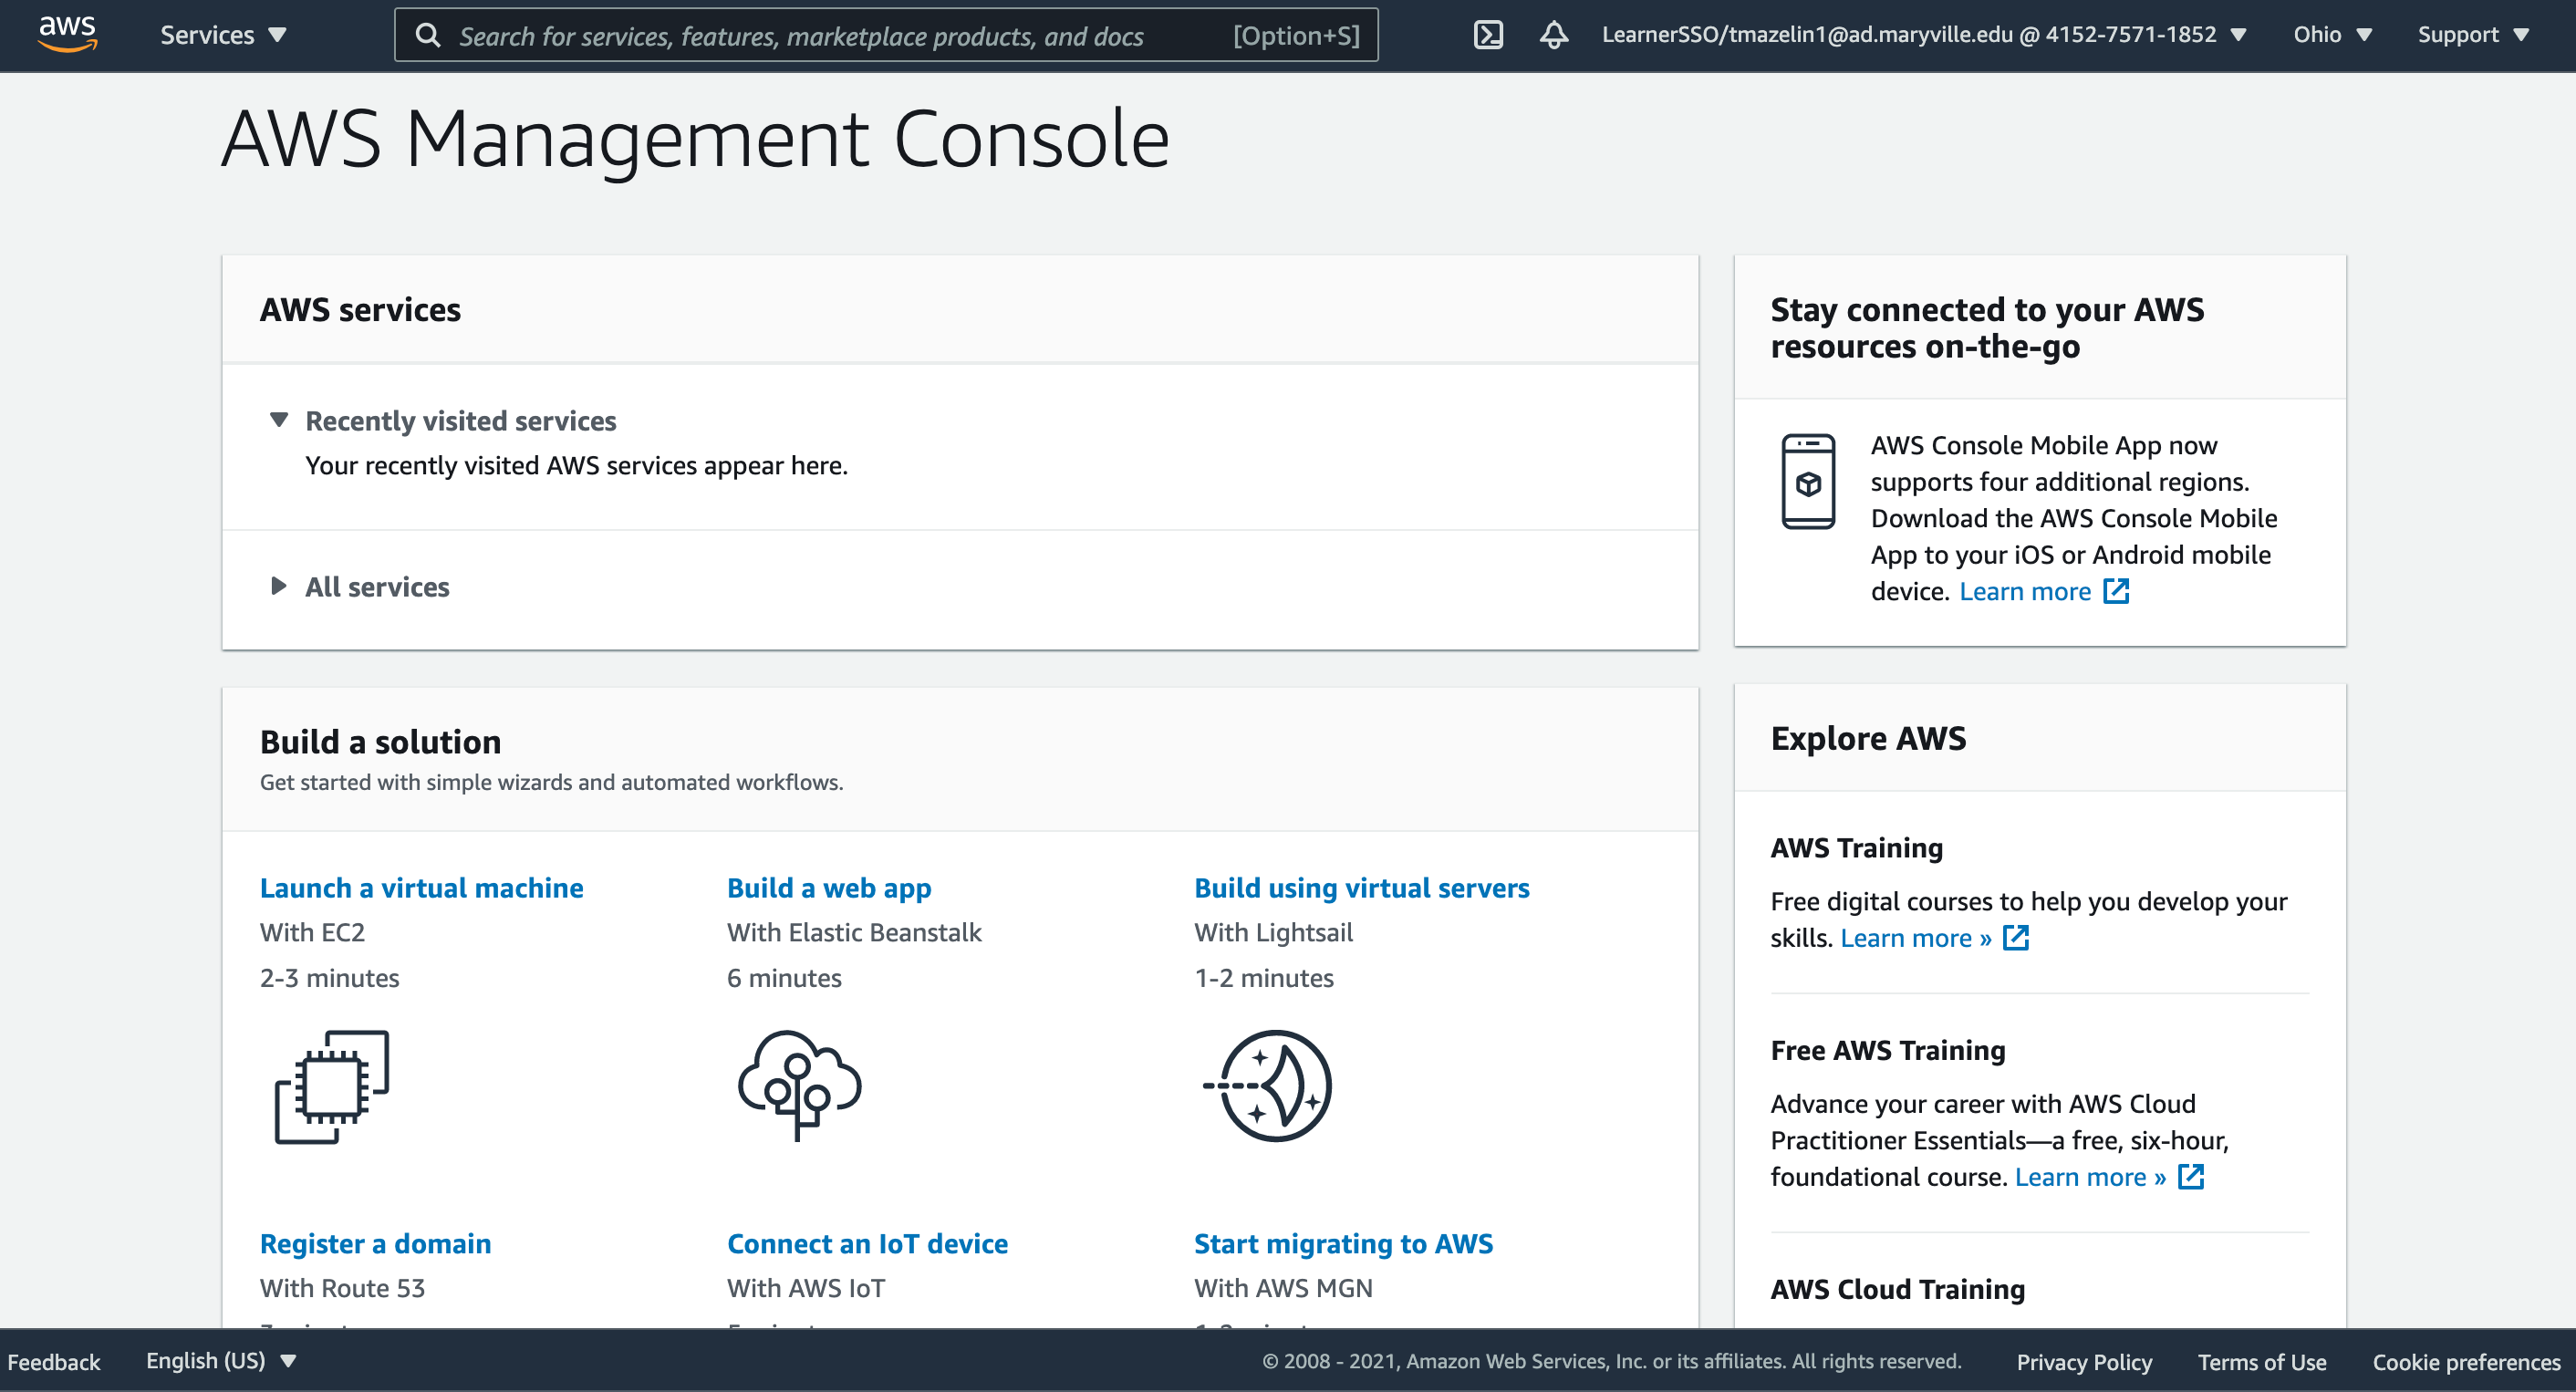 aws
Services
Search for services, features, marketplace products, and docs [Option+S]
LearnerSSO/tmazelin1@ad.maryville.edu @ 4152-7571-1852
Ohio
Support
AWS Management Console
AWS services
Recently visited services
Your recently visited AWS services appear here.
All services
Stay connected to your AWS
resources on-the-go
AWS Console Mobile App now
supports four additional regions.
Download the AWS Console Mobile
App to your iOS or Android mobile
device. Learn more
Build a solution
Get started with simple wizards and automated workflows.
Launch a virtual machine
With EC2
2-3 minutes
Build a web app
With Elastic Beanstalk
6 minutes
Build using virtual servers
With Lightsail
1-2 minutes
Register a domain
With Route 53
Connect an IoT device
With AWS IoT
Start migrating to AWS
With AWS MGN
Explore AWS
AWS Training
Free digital courses to help you develop your
skills. Learn more »
Free AWS Training
Advance your career with AWS Cloud
Practitioner Essentials—a free, six-hour,
foundational course. Learn more »
AWS Cloud Training
Feedback
English (US)
© 2008 - 2021, Amazon Web Services, Inc. or its affiliates. All rights reserved.
Privacy Policy
Terms of Use
Cookie preferences